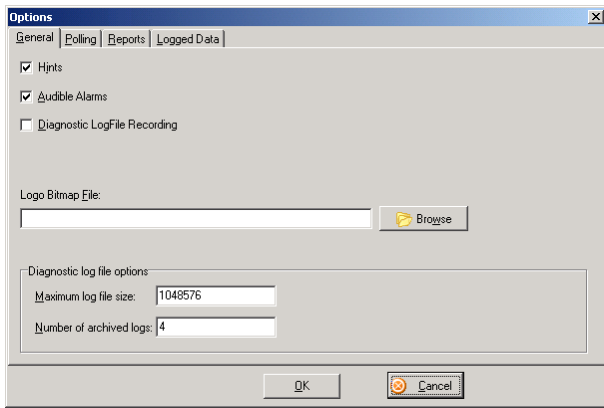 Options
General Polling Reports Logged Data
Hints
Audible Alarms
Diagnostic LogFile Recording
Logo Bitmap File:
Browse
Diagnostic log file options
Maximum log file size: 1048576
Number of archived logs: 4
OK Cancel